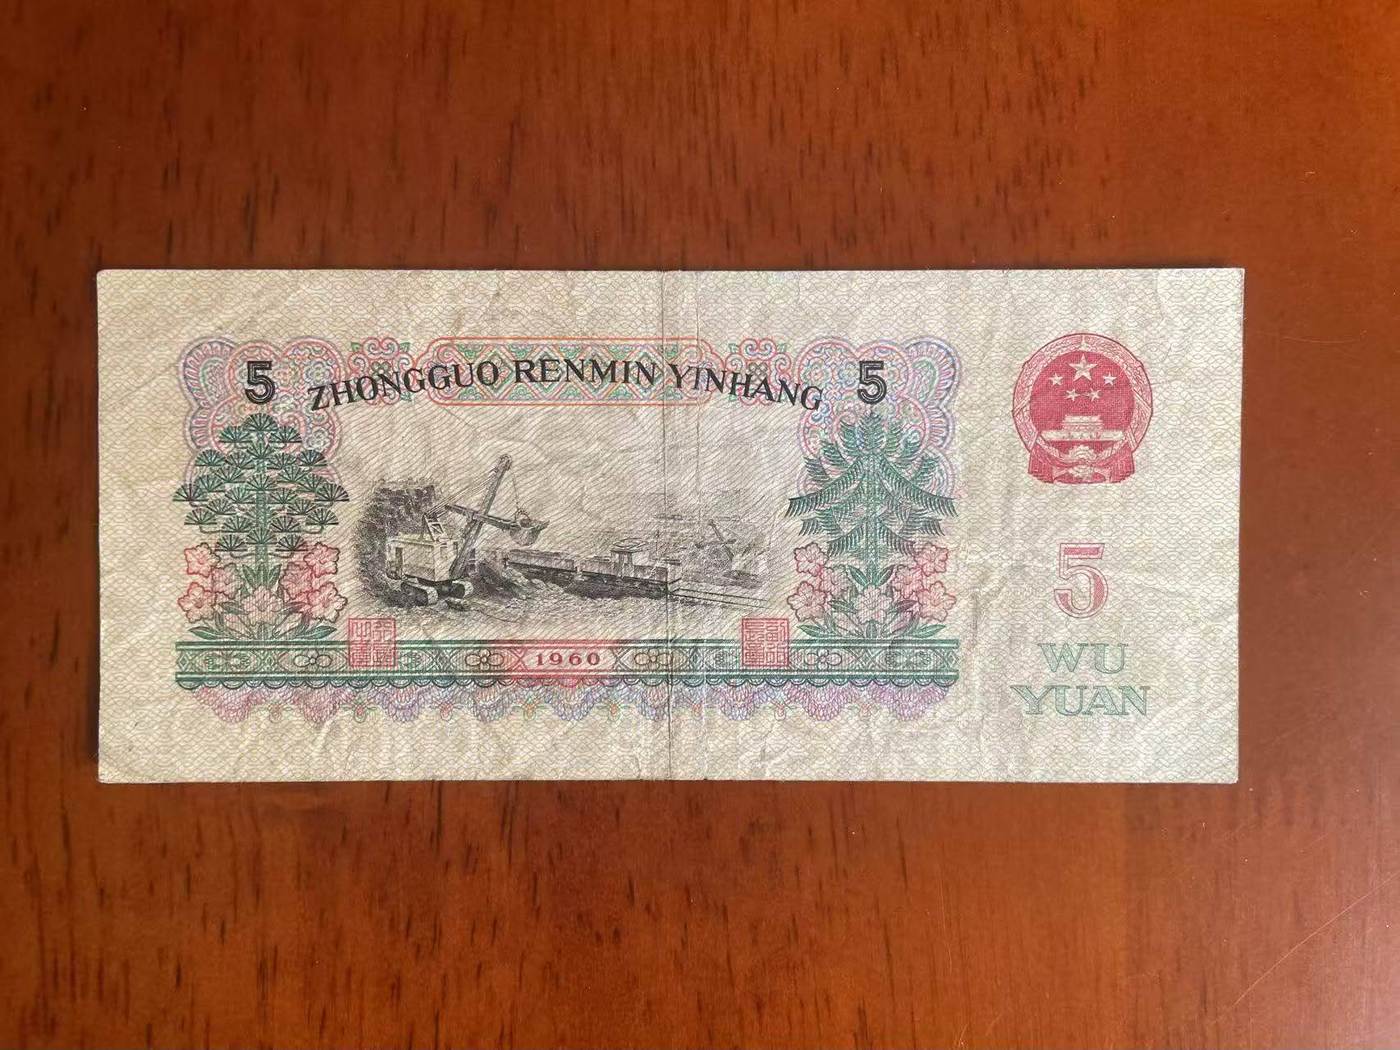 5 ZHONGGUO RENMIN YINHANG 5
1960
5
WU
YUAN